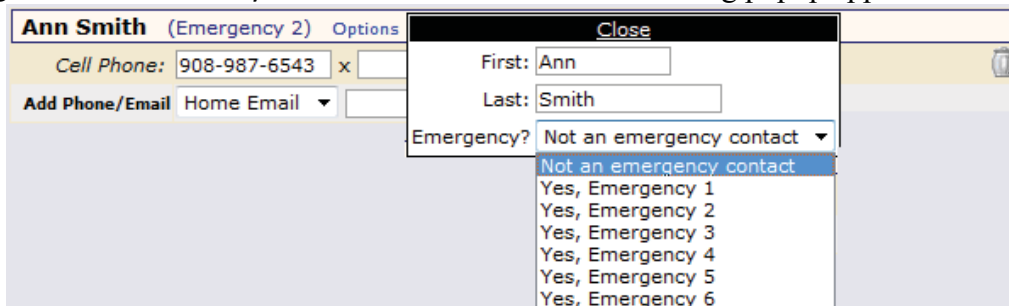 Ann Smith (Emergency 2) Options
Close
Cell Phone: 908-987-6543 x
First: Ann
Add Phone/Email Home Email
Last: Smith
Emergency? Not an emergency contact
Not an emergency contact
Yes, Emergency 1
Yes, Emergency 2
Yes, Emergency 3
Yes, Emergency 4
Yes, Emergency 5
Yes, Emergency 6